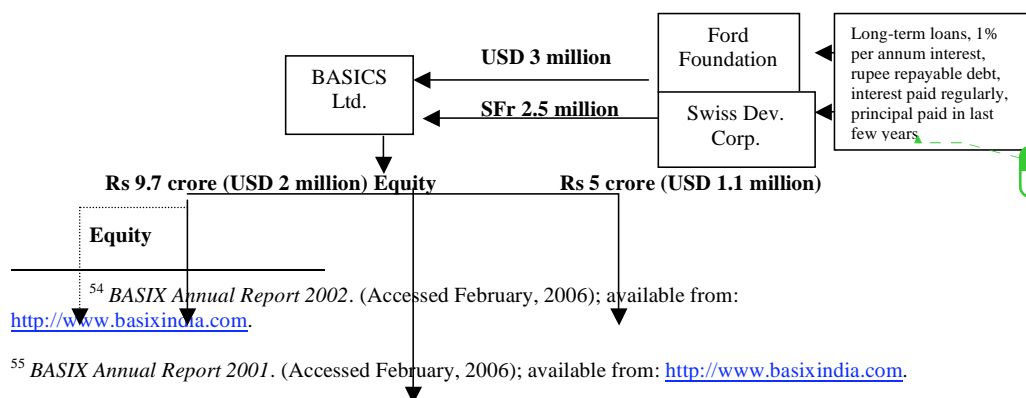 Ford
Foundation
Long-term loans, 1%
per annum interest,
rupee repayable debt,
interest paid regularly,
principal paid in last
few years
USD 3 million
BASICS
Ltd.
SFr 2.5 million
Swiss Dev.
Corp.
Rs 9.7 crore (USD 2 million) Equity
Rs 5 crore (USD 1.1 million)
Equity
54 BASIX Annual Report 2002. (Accessed February, 2006); available from:
http://www.basixindia.com.
55 BASIX Annual Report 2001. (Accessed February, 2006); available from: http://www.basixindia.com.